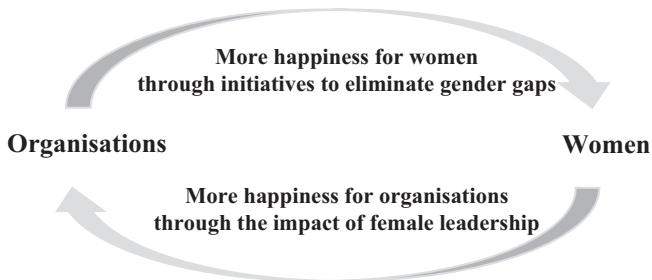 More happiness for women
through initiatives to eliminate gender gaps
Organisations
Women
More happiness for organisations
through the impact of female leadership